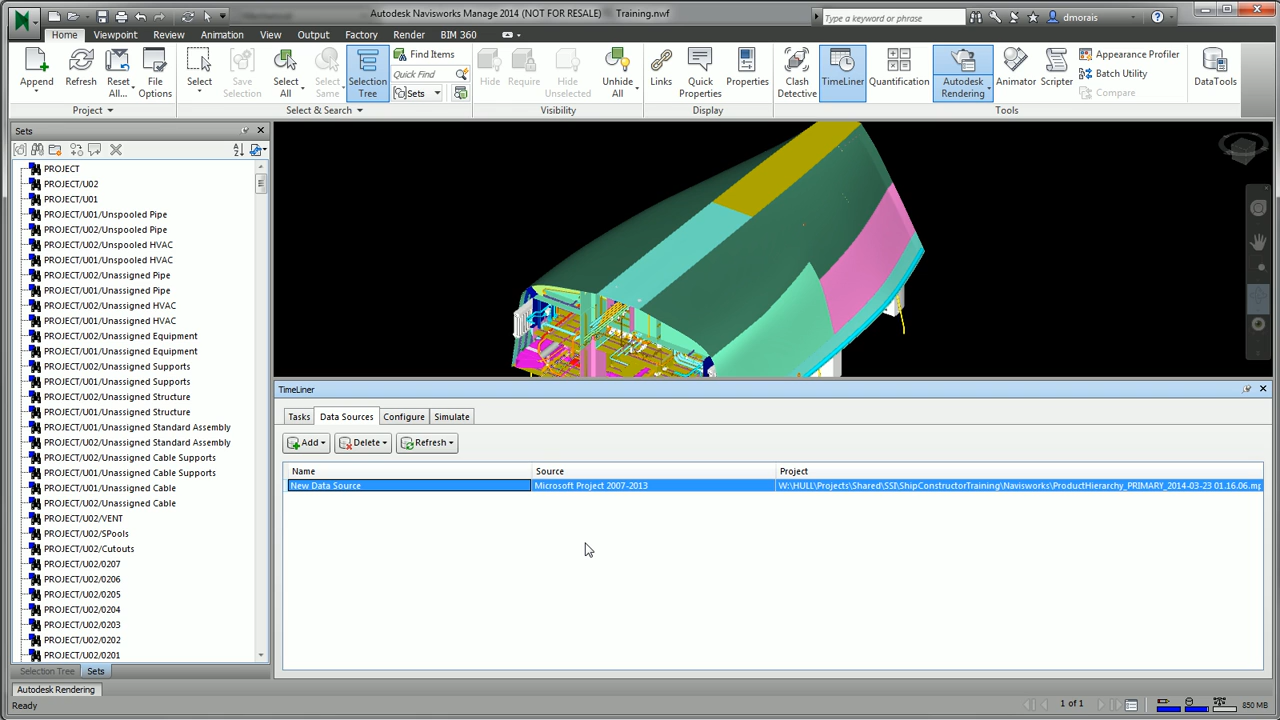 Autodesk Navisworks Manage 2014 (NOT FOR RESALE) Training.nwf
Type a keyword or phrase
dmorais
Home Viewpoint Review Animation View Output Factory Render BIM 360
Append
Refresh
Reset All...
File Options
Select
Save Selection
Select All
Select Same
Selection Tree
Find Items
Quick Find
Sets
Hide
Require
Hide Unselected
Unhide All
Links
Quick Properties
Properties
Clash Detective
TimeLiner
Quantification
Autodesk Rendering
Animator
Scripter
Appearance Profiler
Batch Utility
Compare
DataTools
Project
Select & Search
Visibility
Display
Tools
Sets
PROJECT
PROJECT/U02
PROJECT/U01
PROJECT/U01/Unspooled Pipe
PROJECT/U02/Unspooled Pipe
PROJECT/U02/Unspooled HVAC
PROJECT/U01/Unspooled HVAC
PROJECT/U02/Unassigned Pipe
PROJECT/U01/Unassigned Pipe
PROJECT/U02/Unassigned HVAC
PROJECT/U01/Unassigned HVAC
PROJECT/U02/Unassigned Equipment
PROJECT/U01/Unassigned Equipment
PROJECT/U02/Unassigned Supports
PROJECT/U01/Unassigned Supports
PROJECT/U02/Unassigned Structure
PROJECT/U01/Unassigned Structure
PROJECT/U01/Unassigned Standard Assembly
PROJECT/U02/Unassigned Standard Assembly
PROJECT/U02/Unassigned Cable Supports
PROJECT/U01/Unassigned Cable Supports
PROJECT/U01/Unassigned Cable
PROJECT/U02/Unassigned Cable
PROJECT/U02/VENT
PROJECT/U02/SPools
PROJECT/U02/Cutouts
PROJECT/U02/0207
PROJECT/U02/0206
PROJECT/U02/0205
PROJECT/U02/0204
PROJECT/U02/0203
PROJECT/U02/0202
PROJECT/U02/0201
Selection Tree Sets
TimeLiner
Tasks Data Sources Configure Simulate
Add Delete Refresh
Name Source Project
New Data Source Microsoft Project 2007-2013 W:\HULL\Projects\Shared\SSI\ShipConstructorTraining\Navisworks\ProductHierarchy_PRIMARY_2014-03-23 01.16.06.mp
Autodesk Rendering
Ready
1 of 1
850 MB